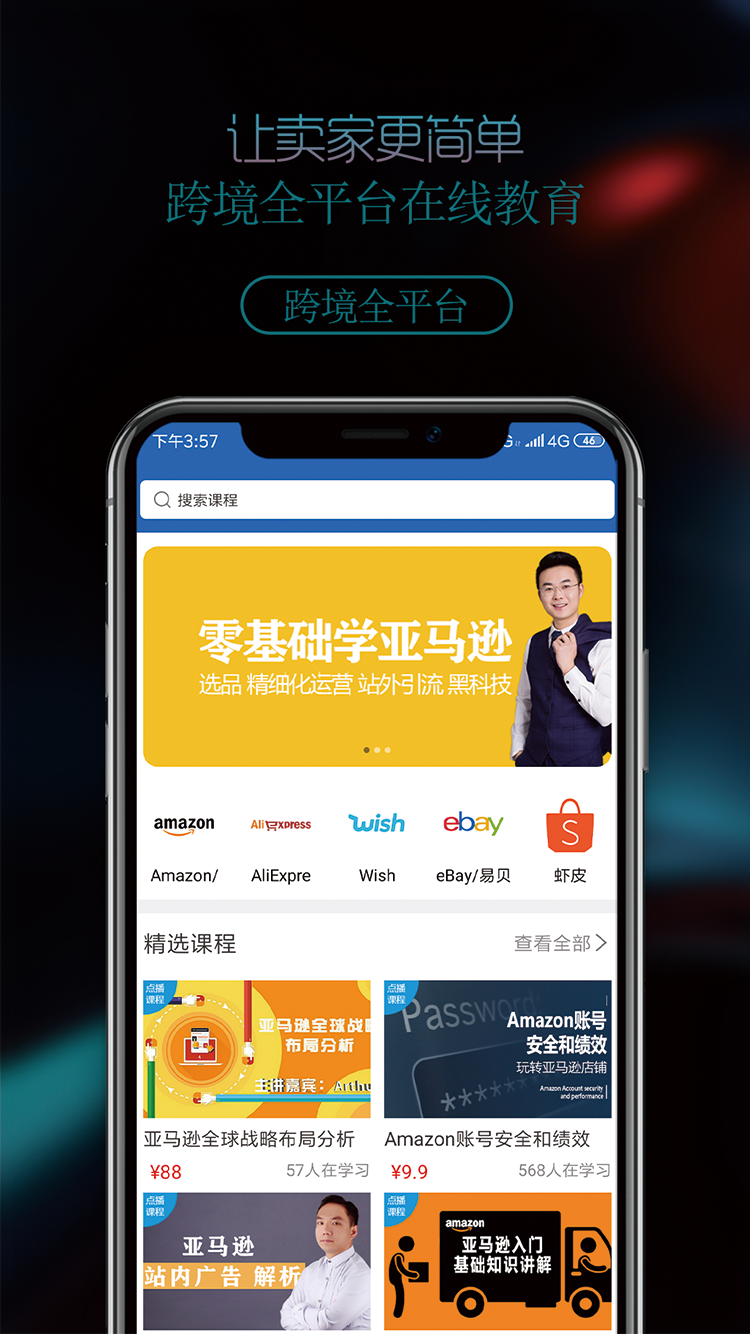 让卖家更简单
跨境全平台在线教育
跨境全平台
下午3:57
4G 46
搜索课程
零基础学亚马逊
选品 精细化运营 站外引流 黑科技
amazon
AliExpress
wish
ebay
S
Amazon/
AliExpre
Wish
eBay/易贝
虾皮
精选课程
查看全部
点播
课程
亚马逊全球战略
布局分析
主讲嘉宾：Arthu
点播
课程
Password
******
Amazon账号
安全和绩效
玩转亚马逊店铺
Amazon Account security
and performance
亚马逊全球战略布局分析
¥88
57人在学习
Amazon账号安全和绩效
¥9.9
568人在学习
点播
课程
亚马逊
站内广告 解析
点播
课程
amazon
亚马逊入门
基础知识讲解